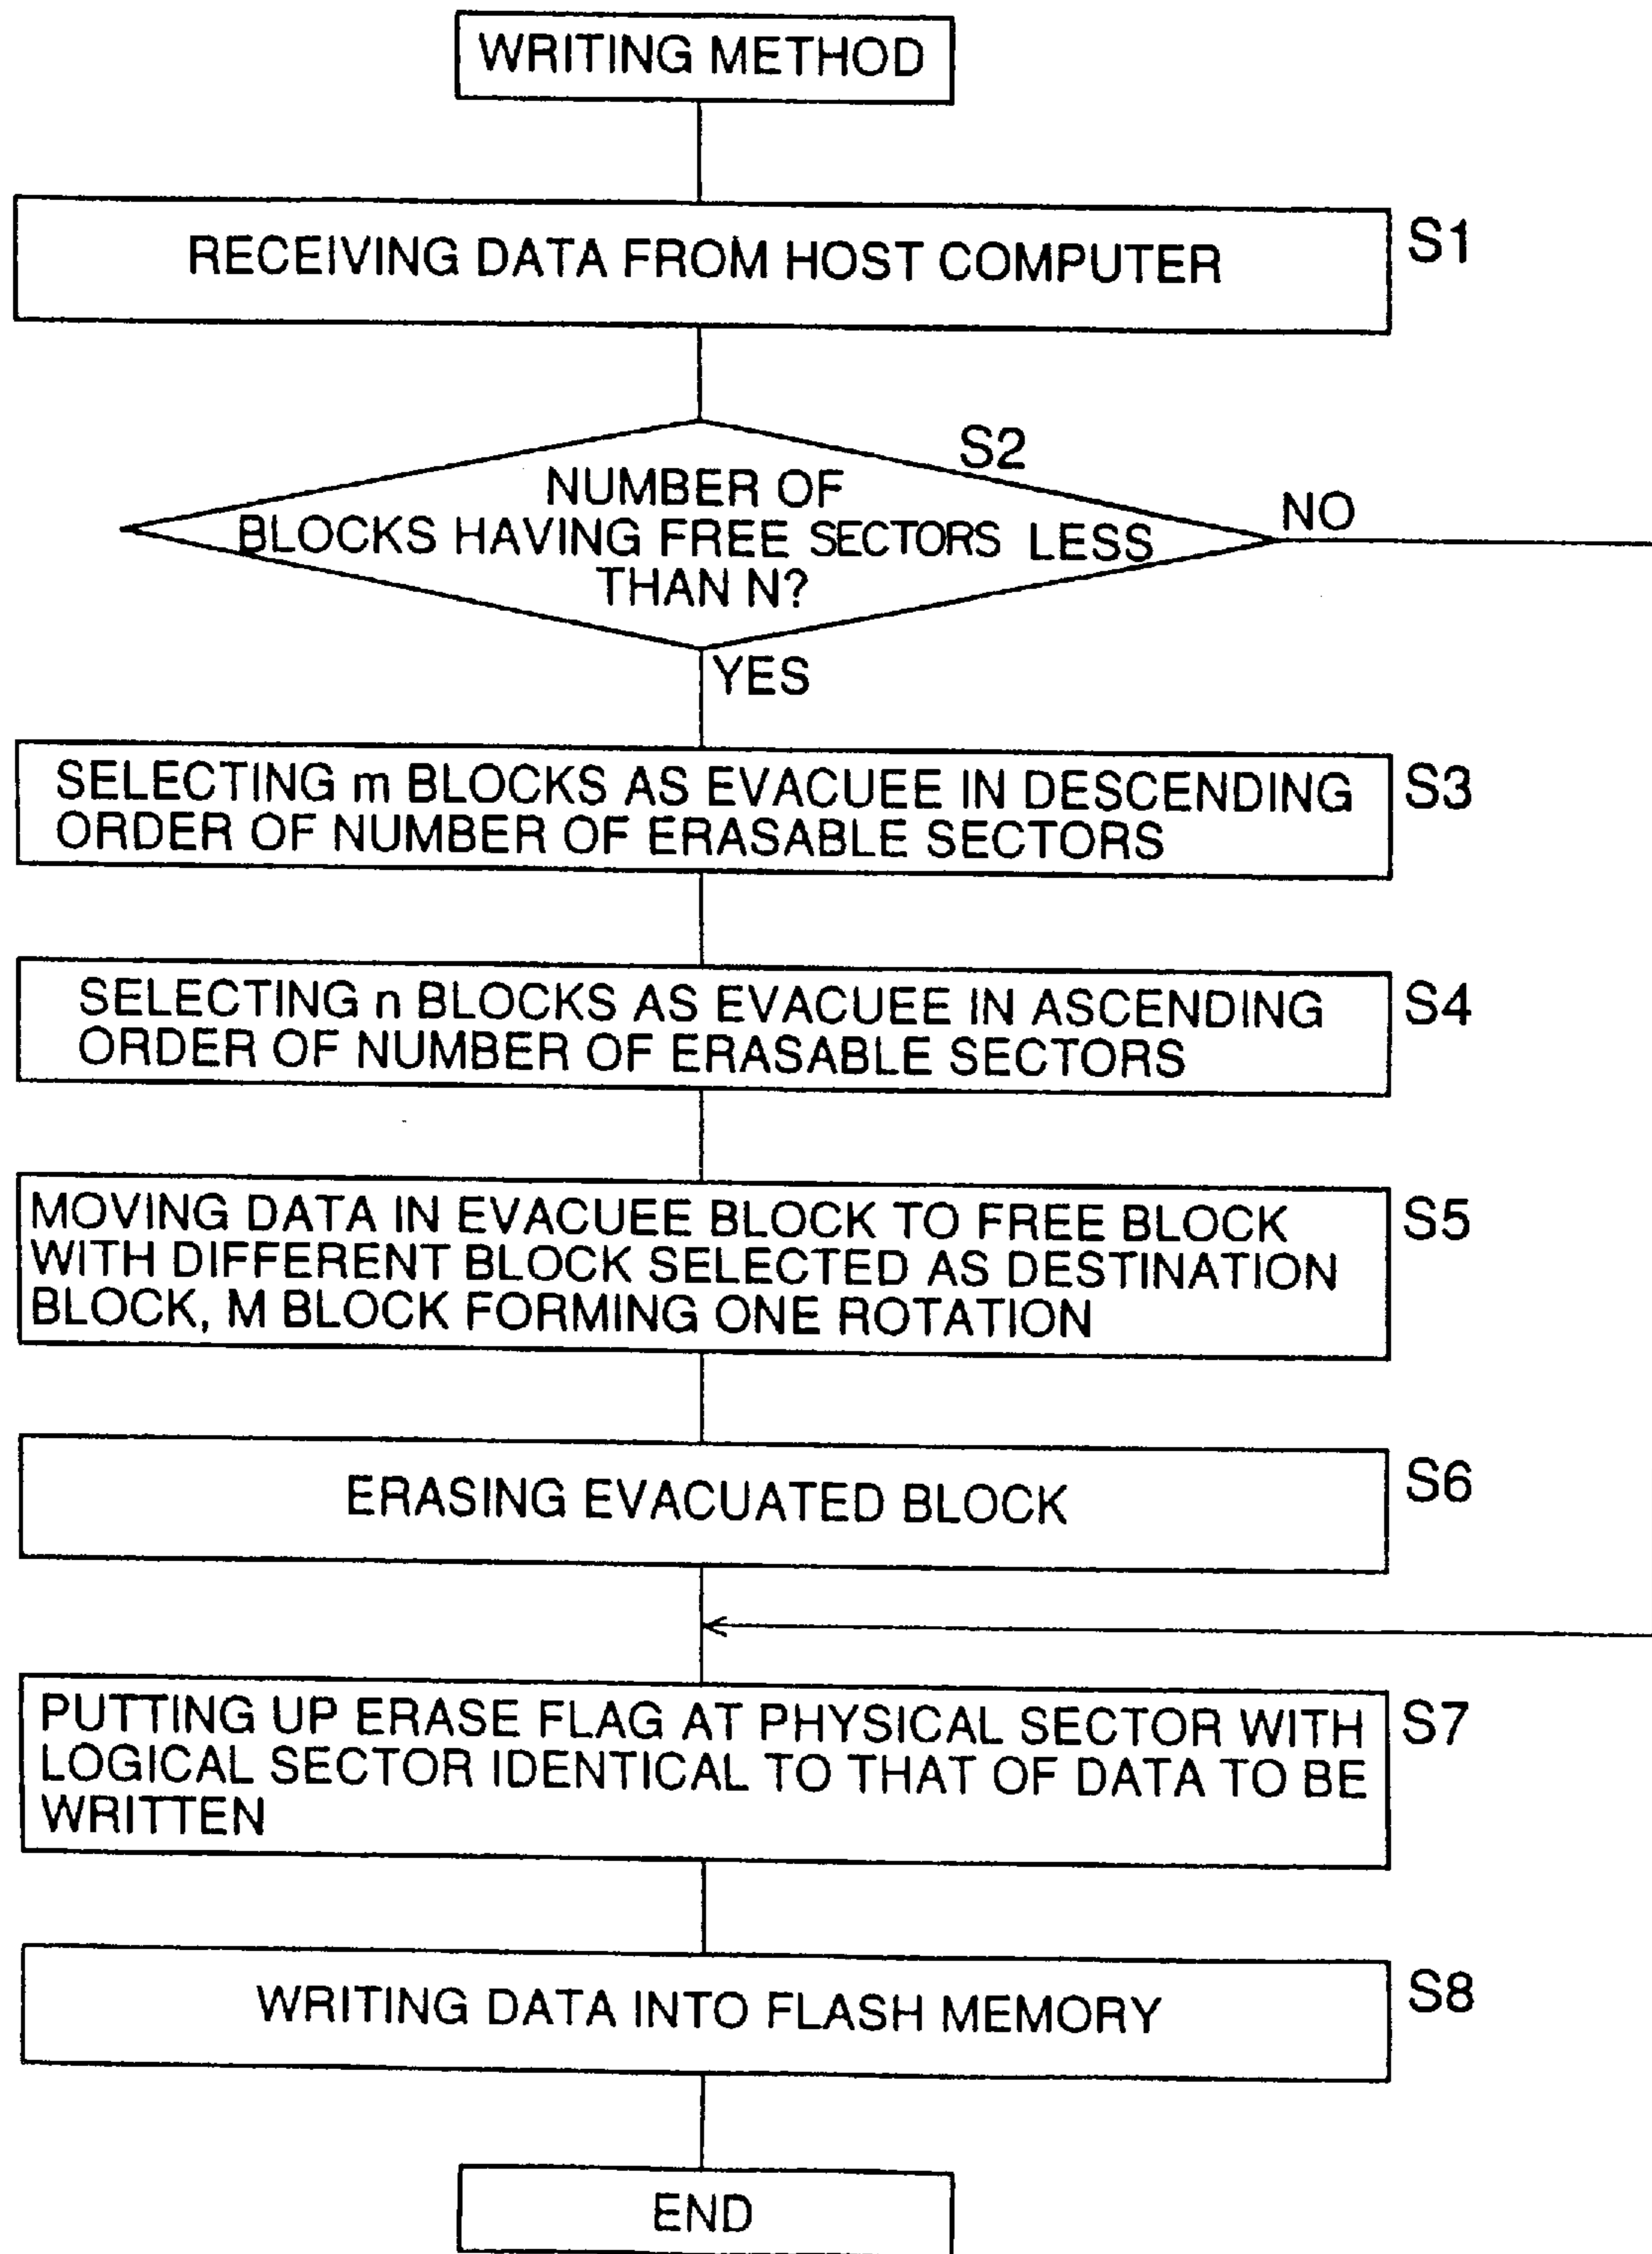 WRITING METHOD
RECEIVING DATA FROM HOST COMPUTER
S1
S2
NUMBER OF
BLOCKS HAVING FREE SECTORS LESS
THAN N?
NO
YES
SELECTING m BLOCKS AS EVACUEE IN DESCENDING
ORDER OF NUMBER OF ERASABLE SECTORS
S3
SELECTING n BLOCKS AS EVACUEE IN ASCENDING
ORDER OF NUMBER OF ERASABLE SECTORS
S4
MOVING DATA IN EVACUEE BLOCK TO FREE BLOCK
WITH DIFFERENT BLOCK SELECTED AS DESTINATION
BLOCK, M BLOCK FORMING ONE ROTATION
S5
ERASING EVACUATED BLOCK
S6
PUTTING UP ERASE FLAG AT PHYSICAL SECTOR WITH
LOGICAL SECTOR IDENTICAL TO THAT OF DATA TO BE
WRITTEN
S7
WRITING DATA INTO FLASH MEMORY
S8
END